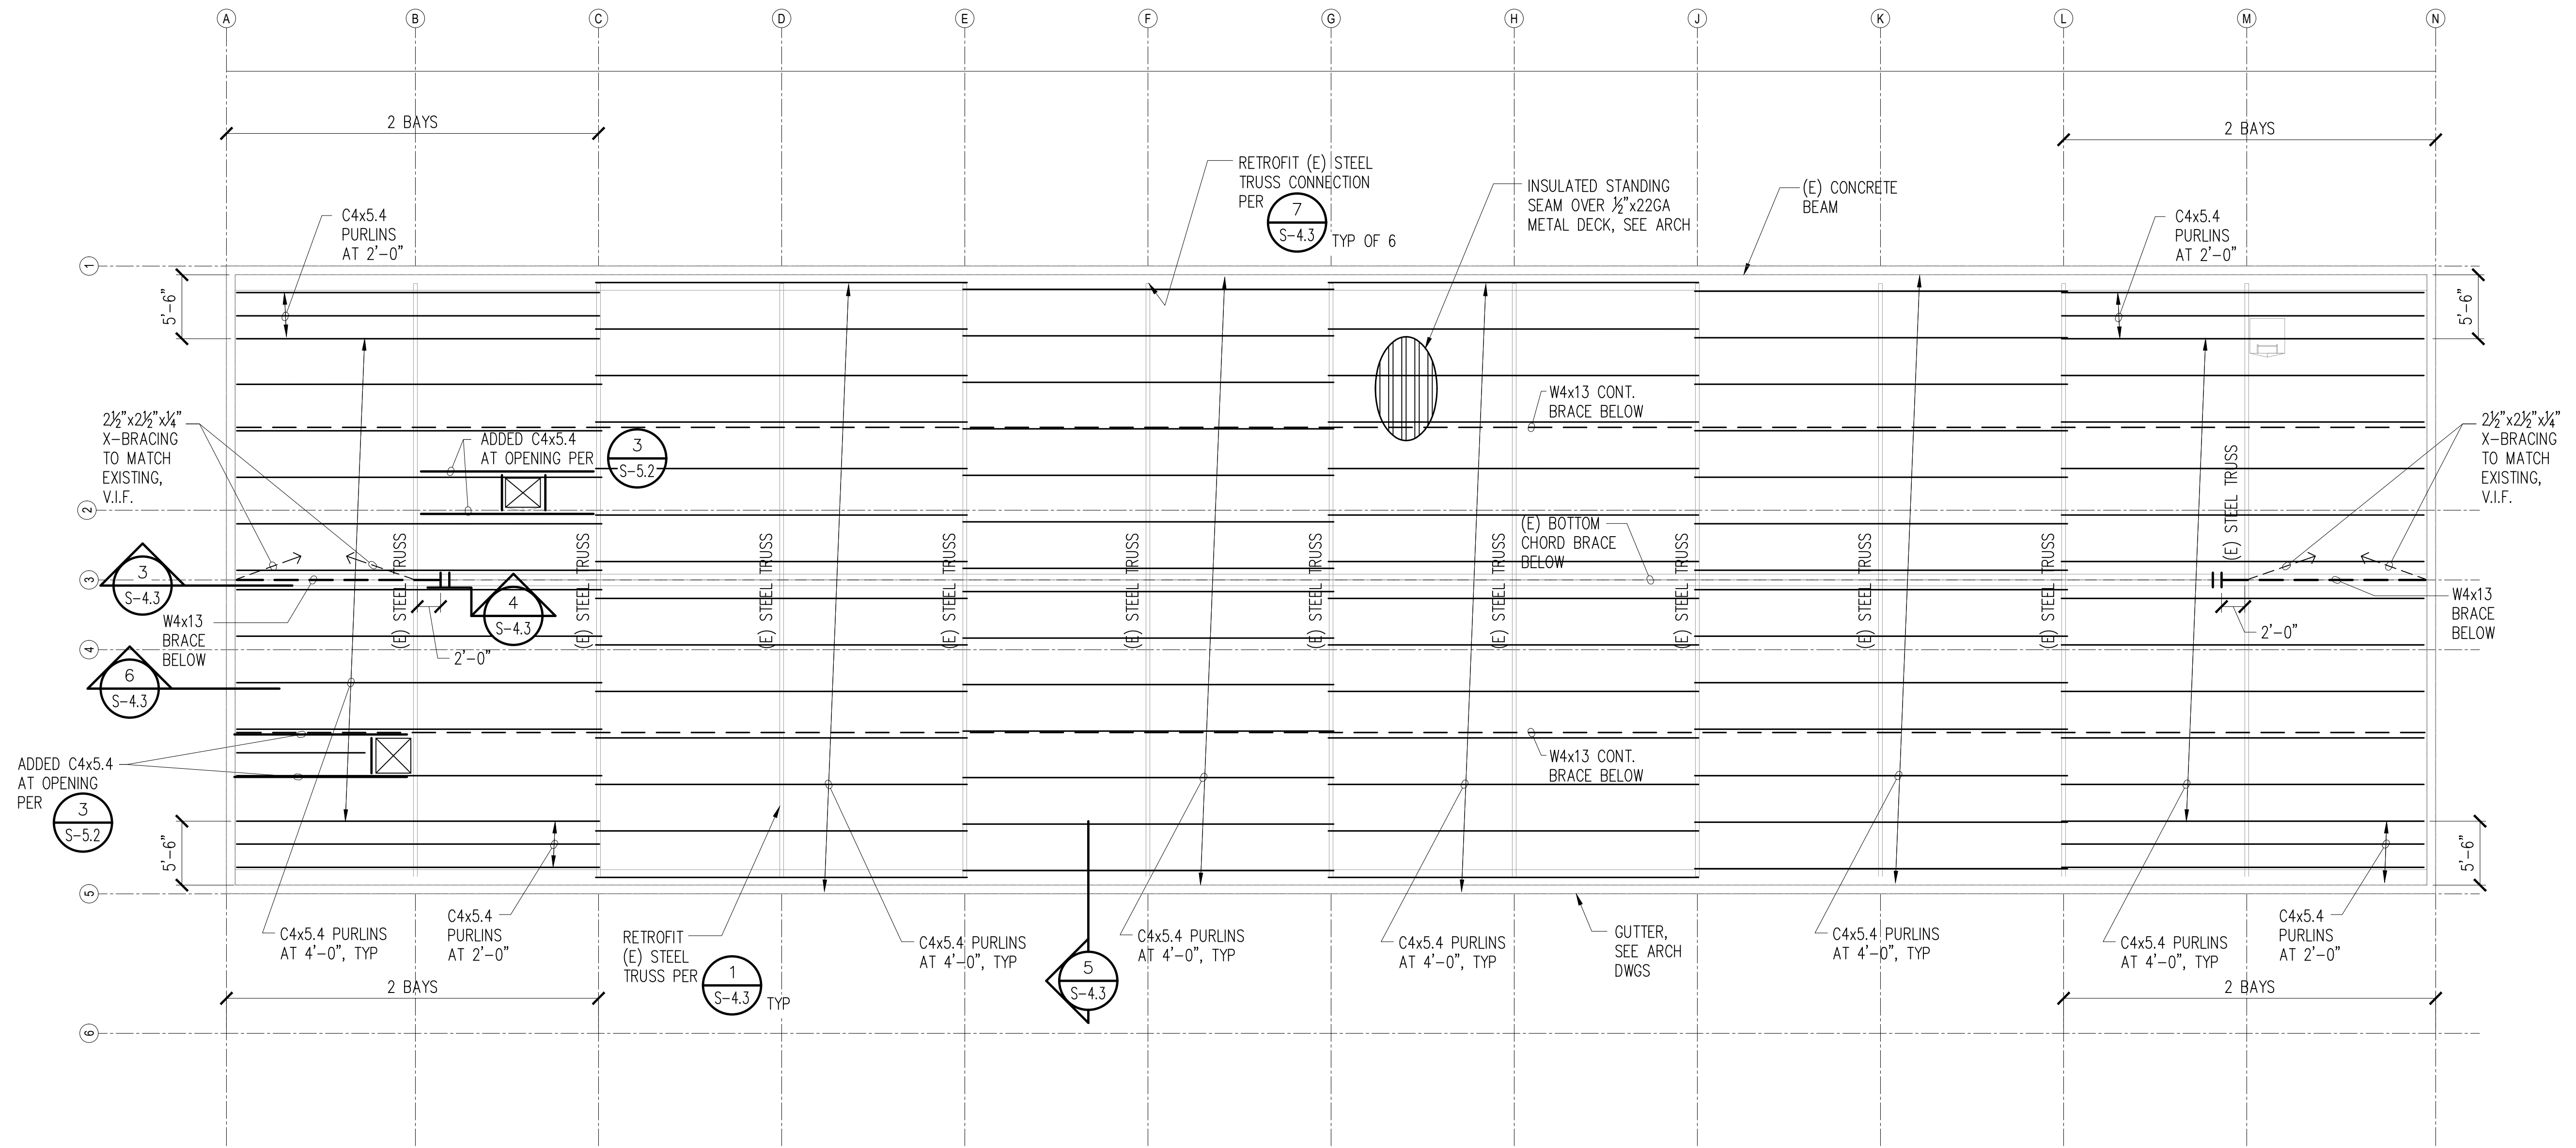 A
B
C
D
E
F
G
H
J
K
L
M
N
2 BAYS
2 BAYS
RETROFIT (E) STEEL
TRUSS CONNECTION
PER
7
S-4.3
TYP OF 6
INSULATED STANDING
SEAM OVER ½"x22GA
METAL DECK, SEE ARCH
(E) CONCRETE
BEAM
C4x5.4
PURLINS
AT 2'-0"
C4x5.4
PURLINS
AT 2'-0"
1
5'-6"
5'-6"
2½"x2½"x¼"
X-BRACING
TO MATCH
EXISTING,
V.I.F.
ADDED C4x5.4
AT OPENING PER
3
S-5.2
W4x13 CONT.
BRACE BELOW
2½"x2½"x¼"
X-BRACING
TO MATCH
EXISTING,
V.I.F.
2
(E) BOTTOM
CHORD BRACE
BELOW
(E) STEEL TRUSS
(E) STEEL TRUSS
(E) STEEL TRUSS
(E) STEEL TRUSS
(E) STEEL TRUSS
(E) STEEL TRUSS
(E) STEEL TRUSS
(E) STEEL TRUSS
(E) STEEL TRUSS
(E) STEEL TRUSS
(E) STEEL TRUSS
3
3
S-4.3
4
S-4.3
W4x13
BRACE
BELOW
2'-0"
2'-0"
W4x13
BRACE
BELOW
4
6
S-4.3
ADDED C4x5.4
AT OPENING
PER
3
S-5.2
W4x13 CONT.
BRACE BELOW
5'-6"
5'-6"
5
C4x5.4 PURLINS
AT 4'-0", TYP
C4x5.4
PURLINS
AT 2'-0"
RETROFIT
(E) STEEL
TRUSS PER
1
S-4.3
TYP
C4x5.4 PURLINS
AT 4'-0", TYP
5
S-4.3
C4x5.4 PURLINS
AT 4'-0", TYP
C4x5.4 PURLINS
AT 4'-0", TYP
GUTTER,
SEE ARCH
DWGS
C4x5.4 PURLINS
AT 4'-0", TYP
C4x5.4 PURLINS
AT 4'-0", TYP
C4x5.4
PURLINS
AT 2'-0"
2 BAYS
2 BAYS
6